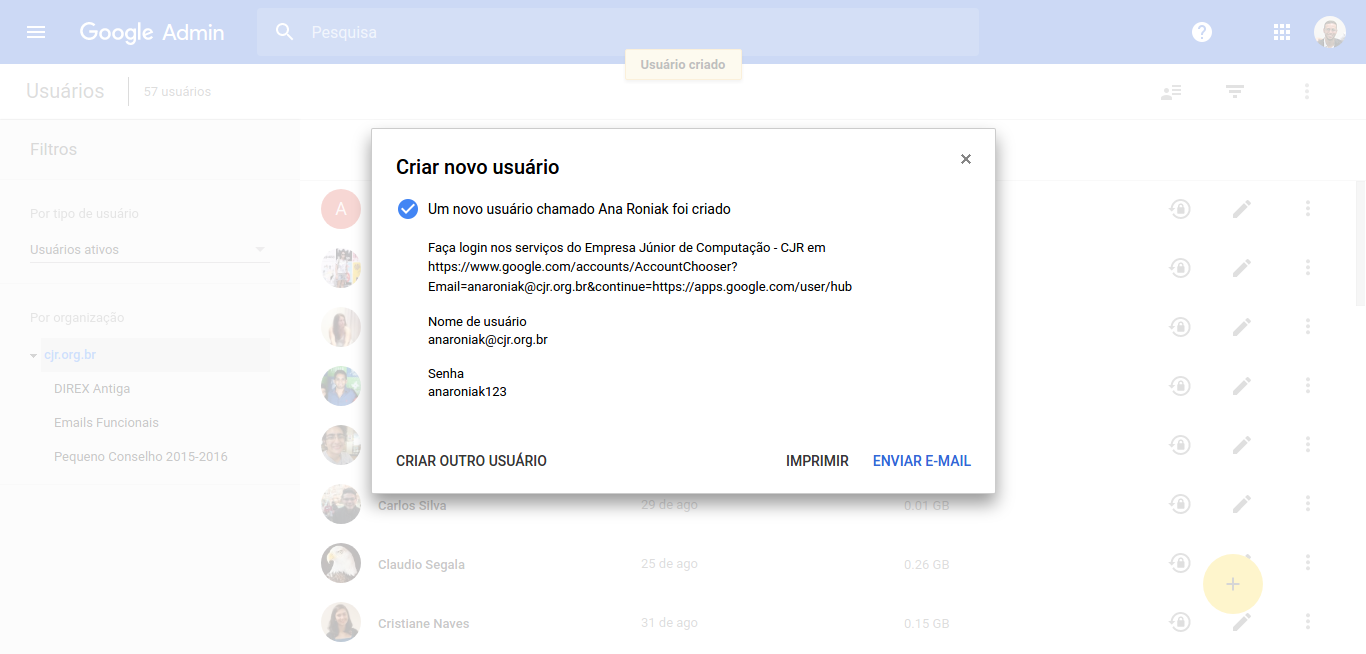 Google Admin
Pesquisa
?
Usuário criado
Usuários
57 usuários
Filtros
Por tipo de usuário
Usuários ativos
Por organização
cjr.org.br
DIREX Antiga
Emails Funcionais
Pequeno Conselho 2015-2016
A
Criar novo usuário
×
Um novo usuário chamado Ana Roniak foi criado
Faça login nos serviços do Empresa Júnior de Computação - CJR em
https://www.google.com/accounts/AccountChooser?
Email=anaroniak@cjr.org.br&continue=https://apps.google.com/user/hub
Nome de usuário
anaroniak@cjr.org.br
Senha
anaroniak123
CRIAR OUTRO USUÁRIO
IMPRIMIR
ENVIAR E-MAIL
Carlos Silva 29 de ago 0.01 GB
Claudio Segala 25 de ago 0.26 GB
+
Cristiane Naves 31 de ago 0.15 GB